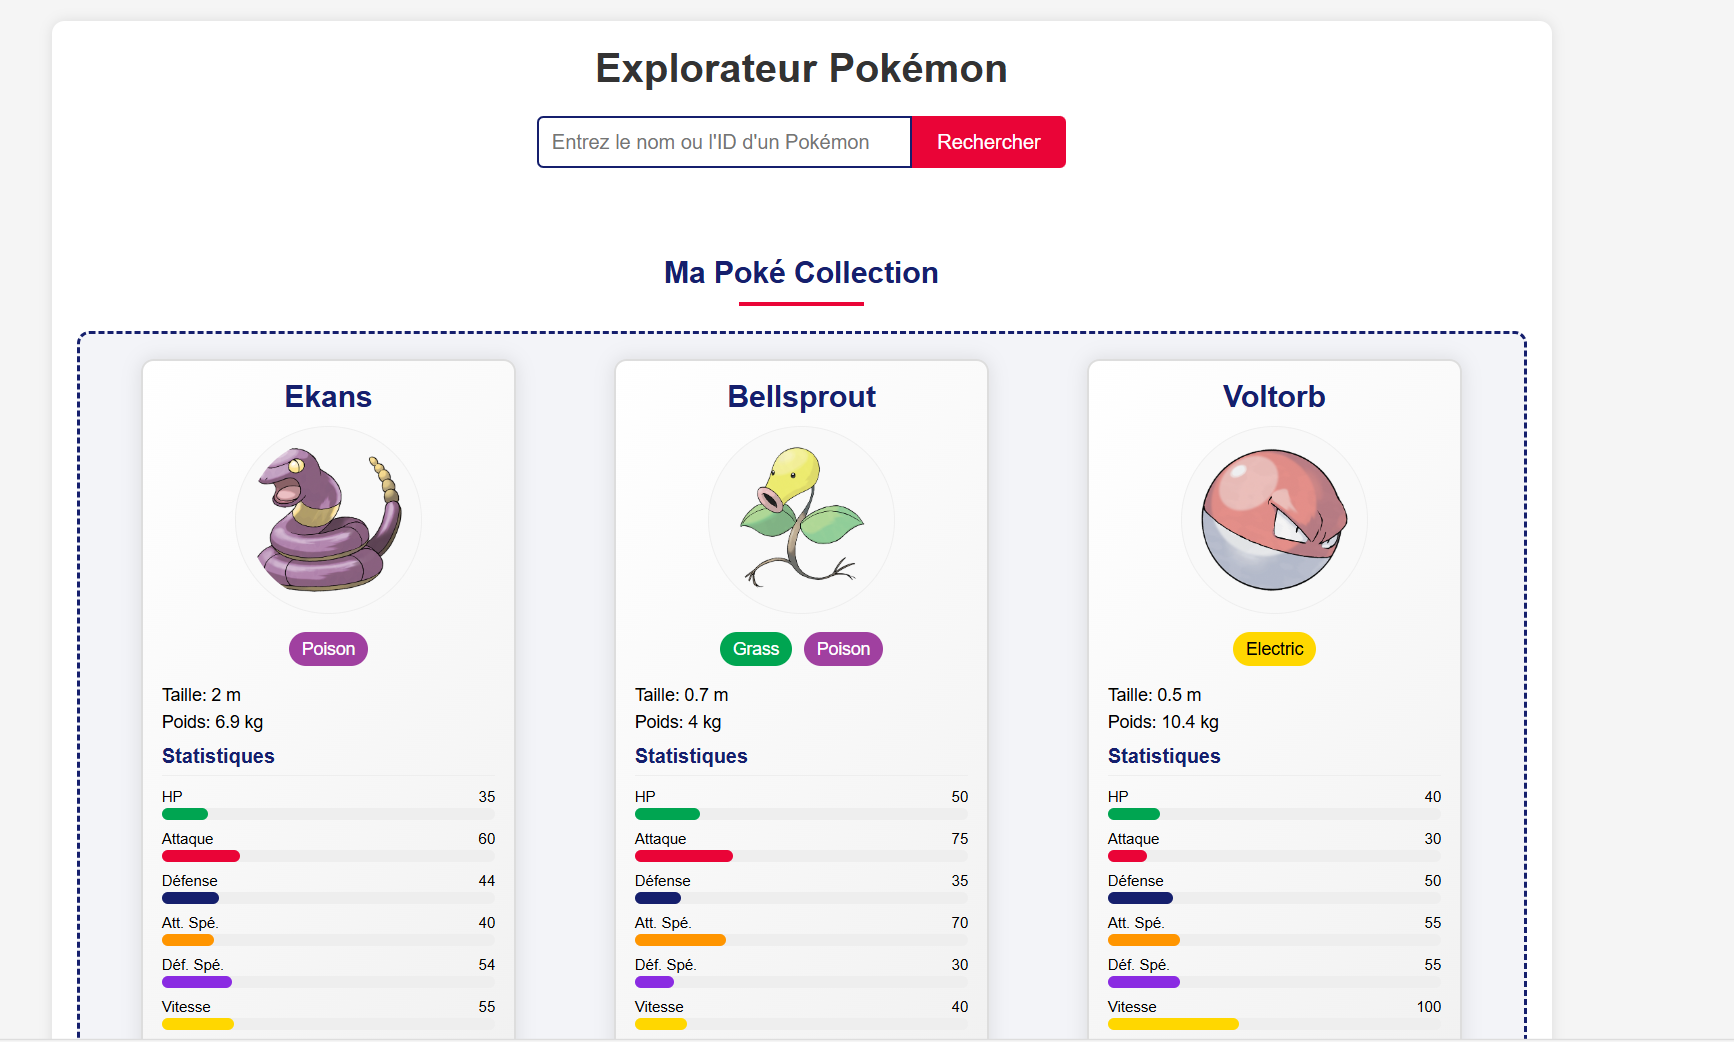 Explorateur Pokémon
Entrez le nom ou l'ID d'un Pokémon
Rechercher
Ma Poké Collection
Ekans
Poison
Taille: 2 m
Poids: 6.9 kg
Statistiques
HP 35
Attaque 60
Défense 44
Att. Spé. 40
Déf. Spé. 54
Vitesse 55
Bellsprout
Grass Poison
Taille: 0.7 m
Poids: 4 kg
Statistiques
HP 50
Attaque 75
Défense 35
Att. Spé. 70
Déf. Spé. 30
Vitesse 40
Voltorb
Electric
Taille: 0.5 m
Poids: 10.4 kg
Statistiques
HP 40
Attaque 30
Défense 50
Att. Spé. 55
Déf. Spé. 55
Vitesse 100